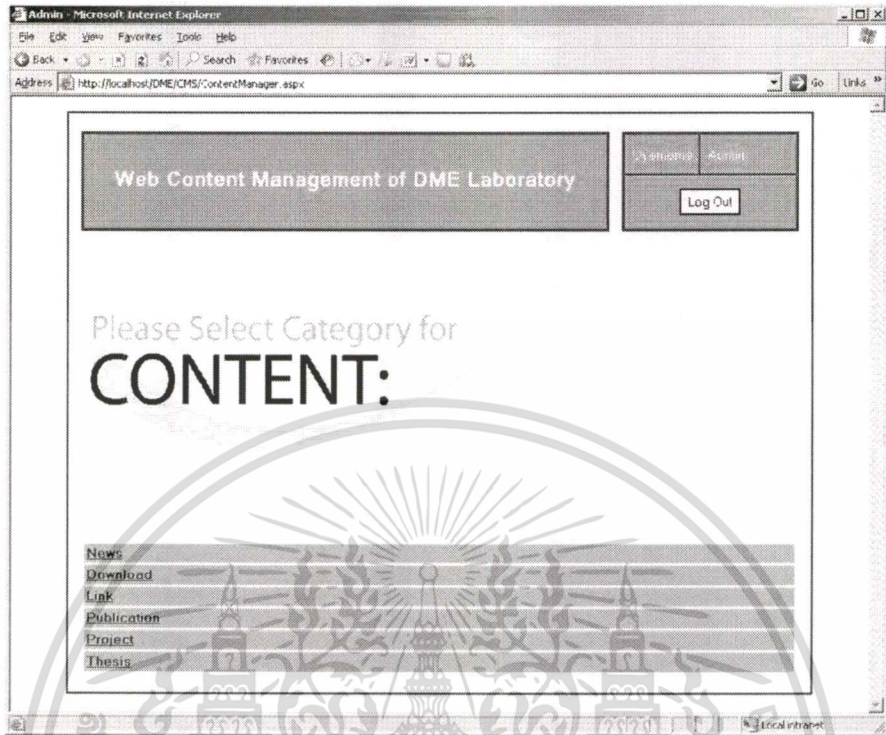 Admin - Microsoft Internet Explorer
File Edit View Favorites Tools Help
Back Search Favorites
Address http://localhost/DME/CMS/ContentManager.aspx Go Links »
Web Content Management of DME Laboratory
Username Admin
Log Out
Please Select Category for
CONTENT:
News
Download
Link
Publication
Project
Thesis
Local intranet